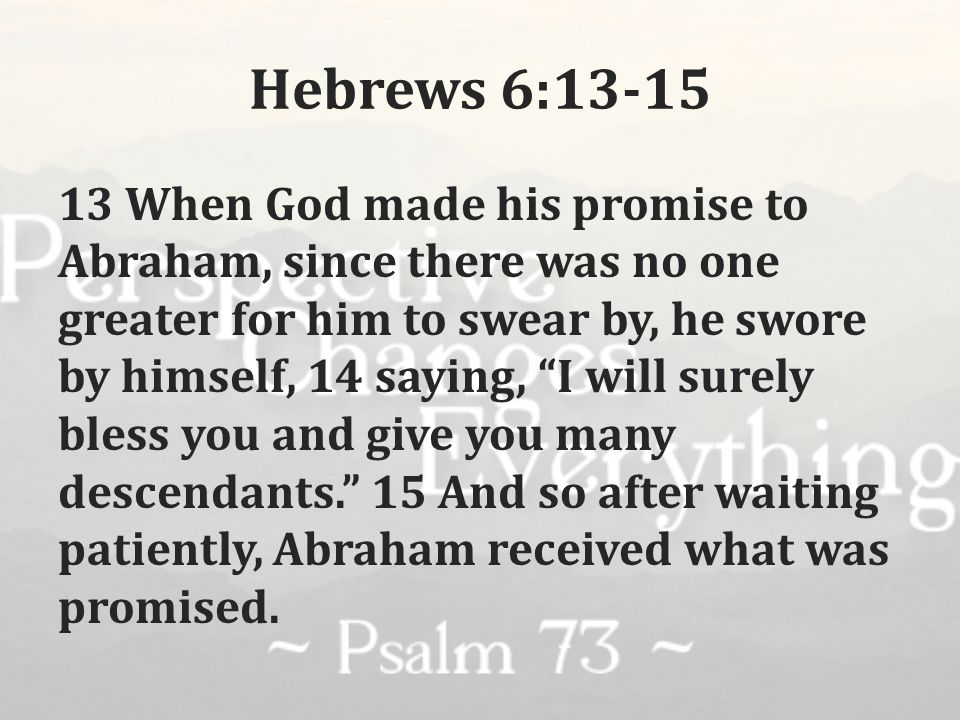 Hebrews 6:13-15
13 When God made his promise to
Abraham, since there was no one
greater for him to swear by, he swore
by himself, 14 saying, “I will surely
bless you and give you many
descendants.” 15 And so after waiting
patiently, Abraham received what was
promised.
Perspective
Changes
Everything
~ Psalm 73 ~